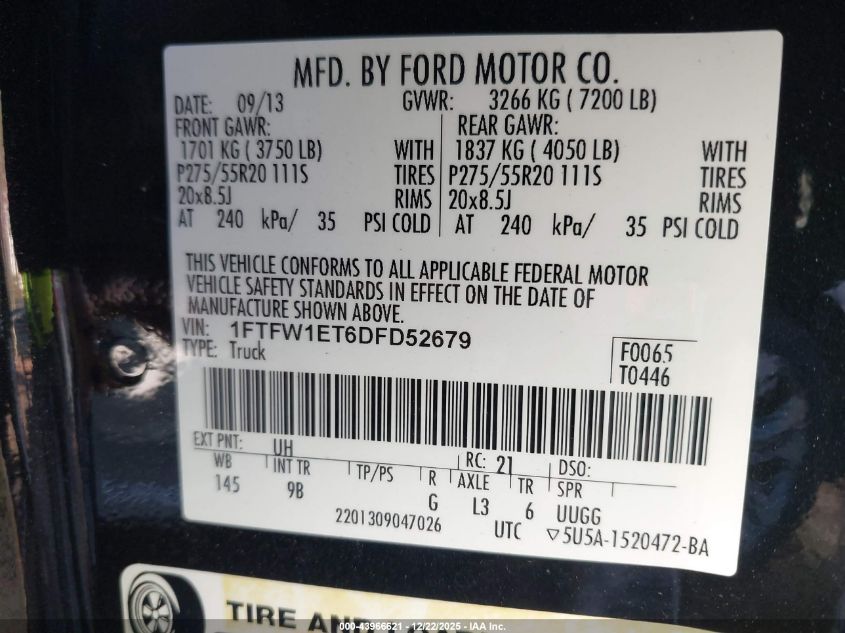 MFD. BY FORD MOTOR CO.
DATE: 09/13 GVWR: 3266 KG ( 7200 LB)
FRONT GAWR: REAR GAWR:
1701 KG ( 3750 LB) WITH 1837 KG ( 4050 LB) WITH
P275/55R20 111S TIRES P275/55R20 111S TIRES
20x8.5J RIMS 20x8.5J RIMS
AT 240 kPa/ 35 PSI COLD AT 240 kPa/ 35 PSI COLD
THIS VEHICLE CONFORMS TO ALL APPLICABLE FEDERAL MOTOR
VEHICLE SAFETY STANDARDS IN EFFECT ON THE DATE OF
MANUFACTURE SHOWN ABOVE.
VIN: 1FTFW1ET6DFD52679
TYPE: Truck
F0065
T0446
EXT PNT: UH RC: 21 DSO:
WB INT TR TP/PS R AXLE TR SPR
145 9B G L3 6 UUGG
2201309047026 UTC ▽5U5A-1520472-BA
TIRE AN
000-43966621 - 12/22/2025 - IAA Inc.